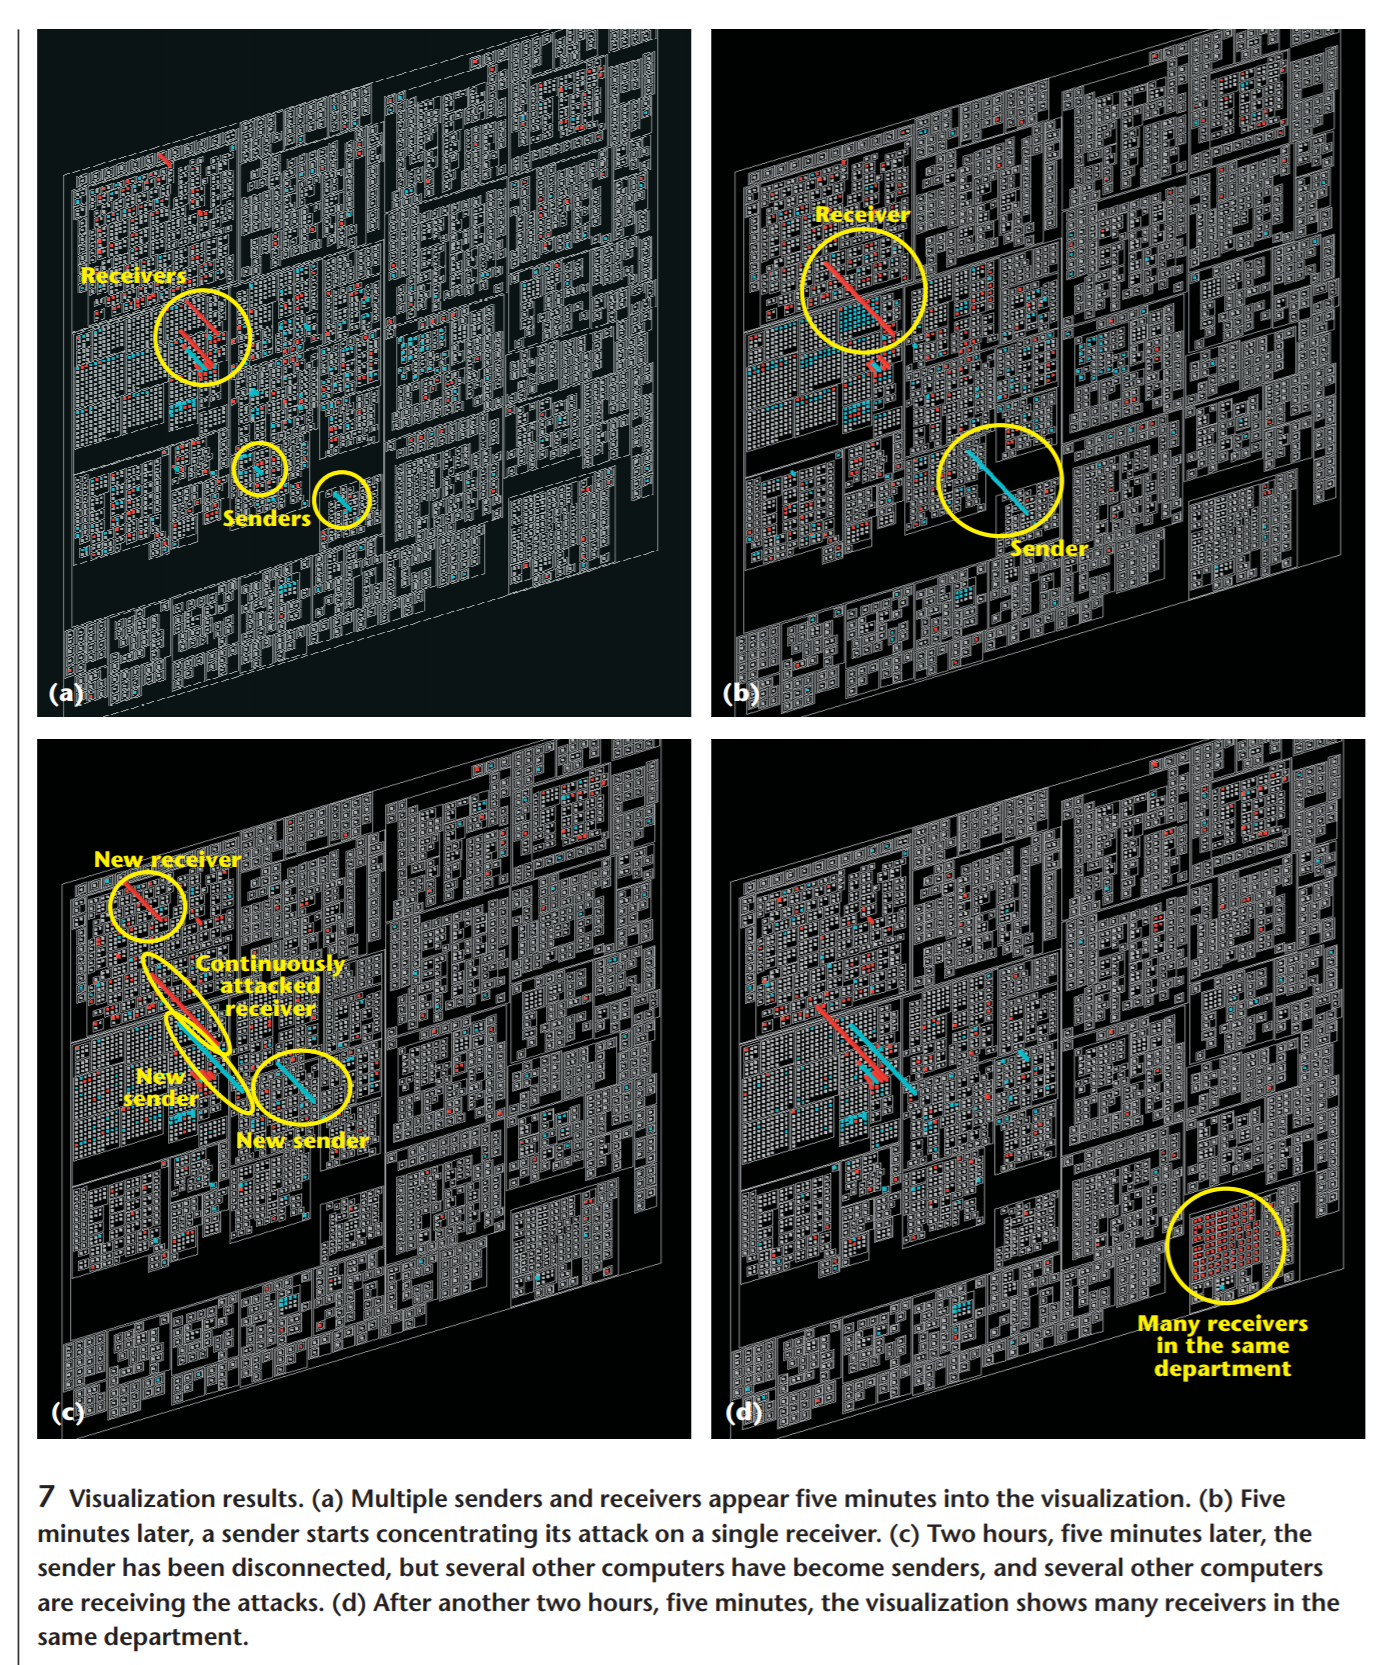 Receivers
Senders
(a)
Receiver
Sender
(b)
New receiver
Continuously
attacked
receiver
New
sender
New sender
(c)
Many receivers
in the same
department
(d)
7 Visualization results. (a) Multiple senders and receivers appear five minutes into the visualization. (b) Five
minutes later, a sender starts concentrating its attack on a single receiver. (c) Two hours, five minutes later, the
sender has been disconnected, but several other computers have become senders, and several other computers
are receiving the attacks. (d) After another two hours, five minutes, the visualization shows many receivers in the
same department.